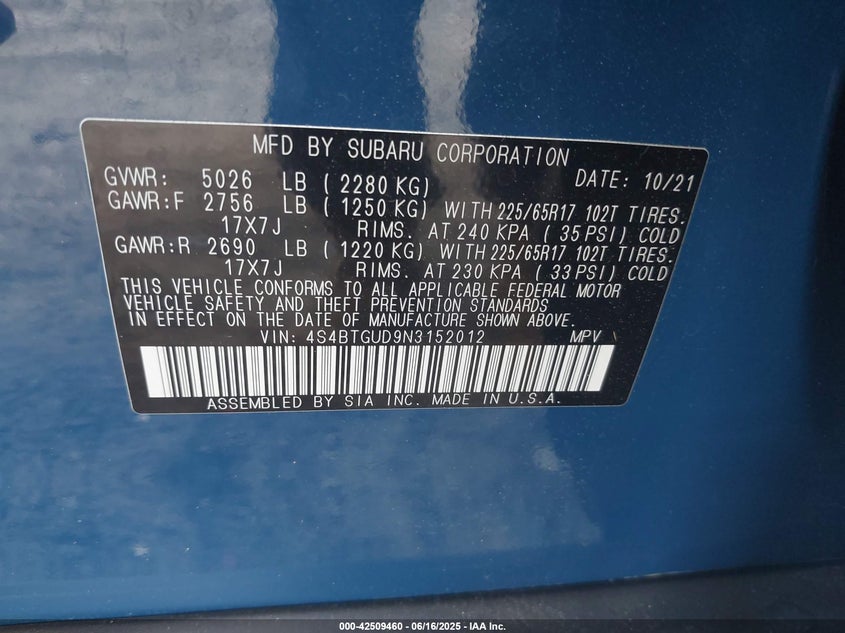 MFD BY SUBARU CORPORATION
GVWR: 5026 LB ( 2280 KG) DATE: 10/21
GAWR:F 2756 LB ( 1250 KG) WITH 225/65R17 102T TIRES.
17X7J RIMS. AT 240 KPA ( 35 PSI) COLD
GAWR:R 2690 LB ( 1220 KG) WITH 225/65R17 102T TIRES.
17X7J RIMS. AT 230 KPA ( 33 PSI) COLD
THIS VEHICLE CONFORMS TO ALL APPLICABLE FEDERAL MOTOR
VEHICLE SAFETY AND THEFT PREVENTION STANDARDS
IN EFFECT ON THE DATE OF MANUFACTURE SHOWN ABOVE.
VIN: 4S4BTGUD9N3152012 MPV \
ASSEMBLED BY SIA INC. MADE IN U.S.A.
000-42509460 - 06/16/2025 - IAA Inc.